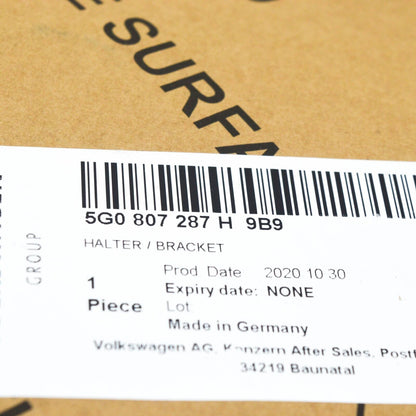 E SURFA
GROUP
5G0 807 287 H 9B9
HALTER / BRACKET
Prod Date 2020 10 30
1 Expiry date: NONE
Piece Lot
Made in Germany
Volkswagen AG, Konzern After Sales, Postf
34219 Baunatal